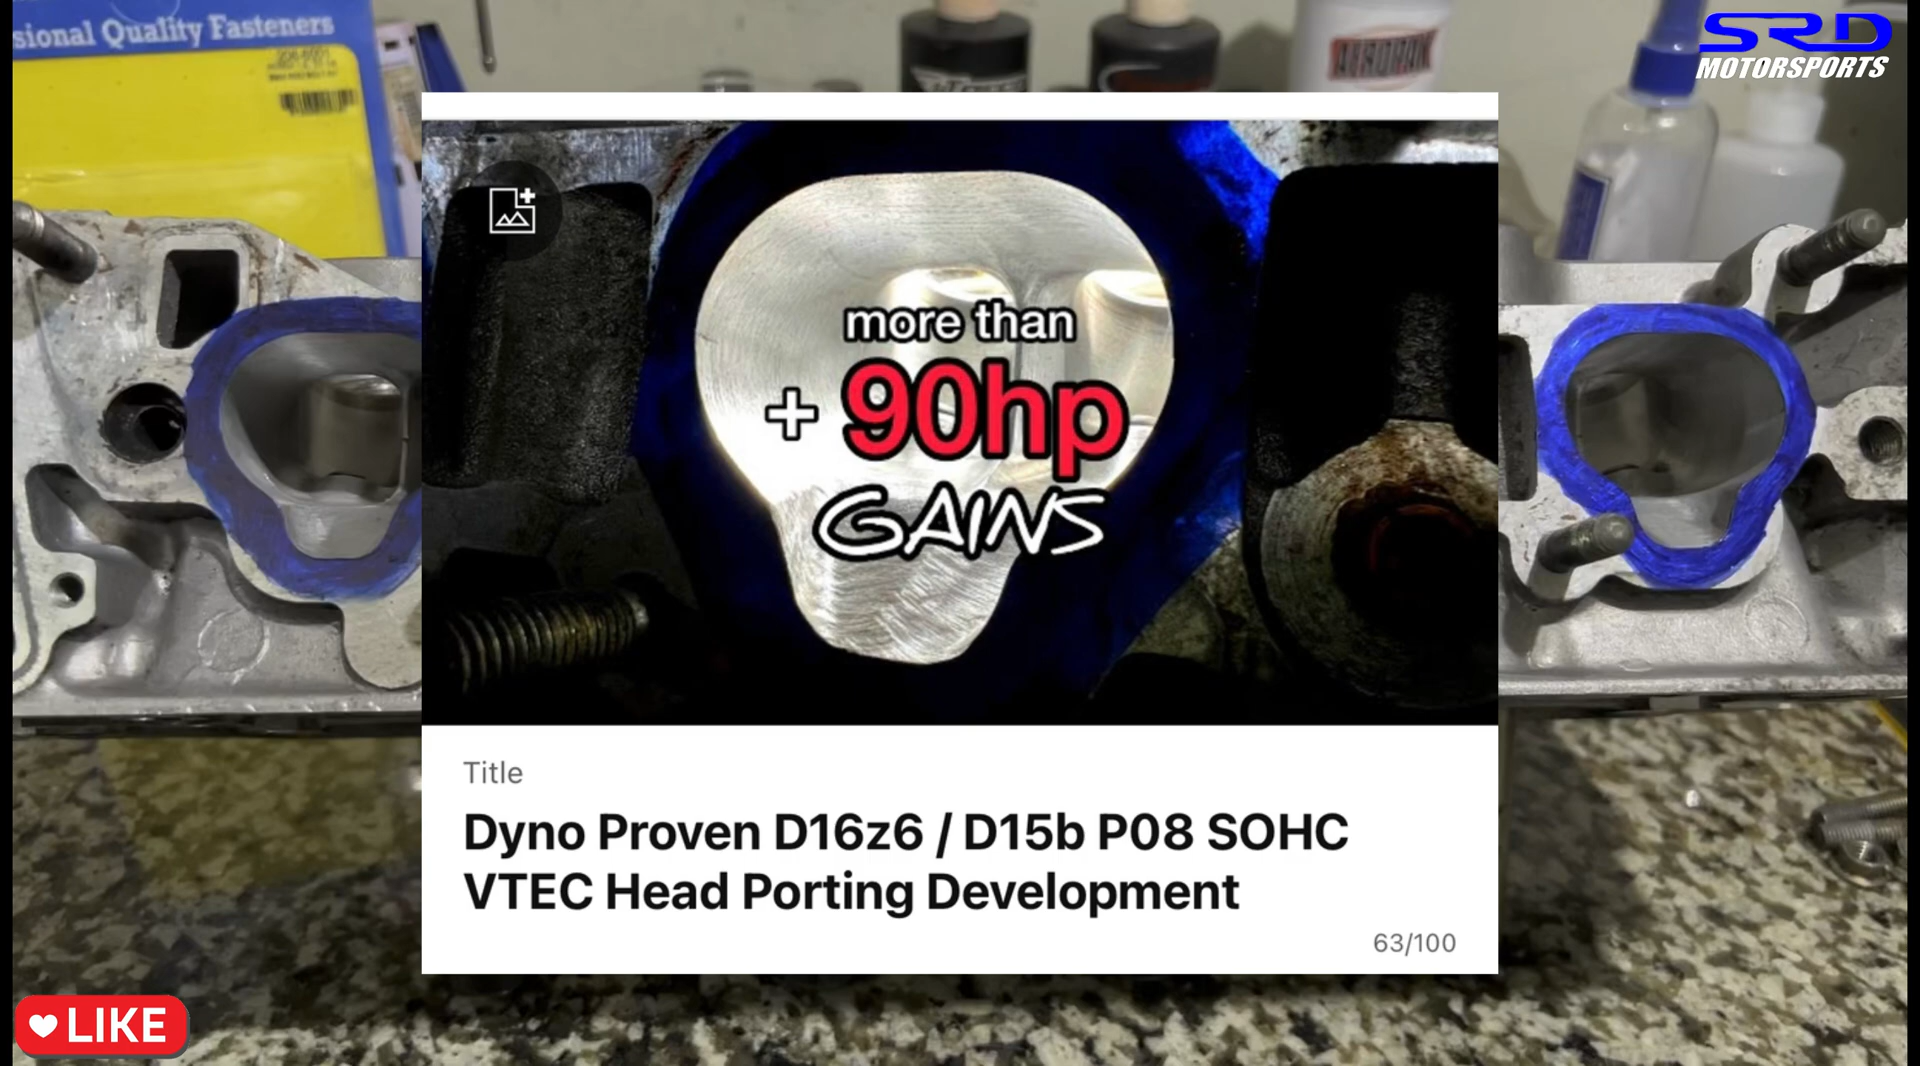 sional Quality Fasteners
SRD
MOTORSPORTS
AEROPAK
more than
+ 90hp
GAINS
Title
Dyno Proven D16z6 / D15b P08 SOHC
VTEC Head Porting Development
63/100
LIKE